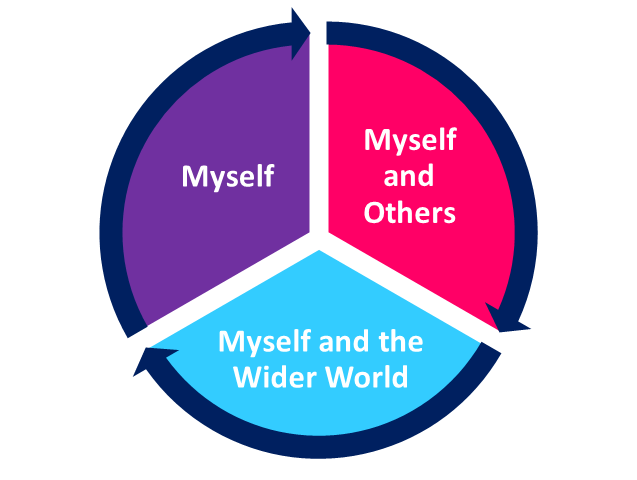 Myself
Myself
and
Others
Myself and the
Wider World